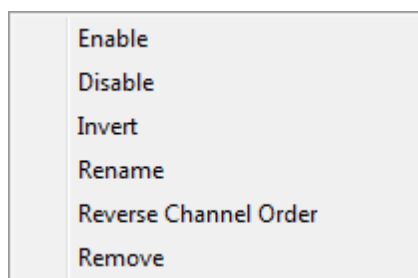 Enable
Disable
Invert
Rename
Reverse Channel Order
Remove